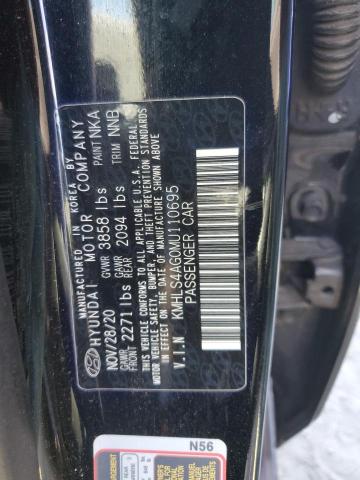 MANUFACTURED IN KOREA BY
HYUNDAI MOTOR COMPANY
NOV/28/20 GVWR 3858 lbs PAINT NKA
GAWR FRONT 2271 lbs GAWR REAR 2094 lbs TRIM NNB
THIS VEHICLE CONFORMS TO ALL APPLICABLE U.S.A. FEDERAL
MOTOR VEHICLE SAFETY, BUMPER, AND THEFT PREVENTION STANDARDS
IN EFFECT ON THE DATE OF MANUFACTURE SHOWN ABOVE.
V.I.N KMHLS4AG0MU110695
PASSENGER CAR
N56